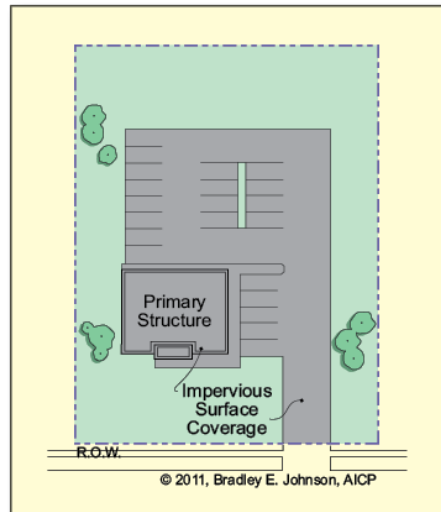 Primary
Structure
Impervious
Surface
Coverage
R.O.W.
© 2011, Bradley E. Johnson, AICP